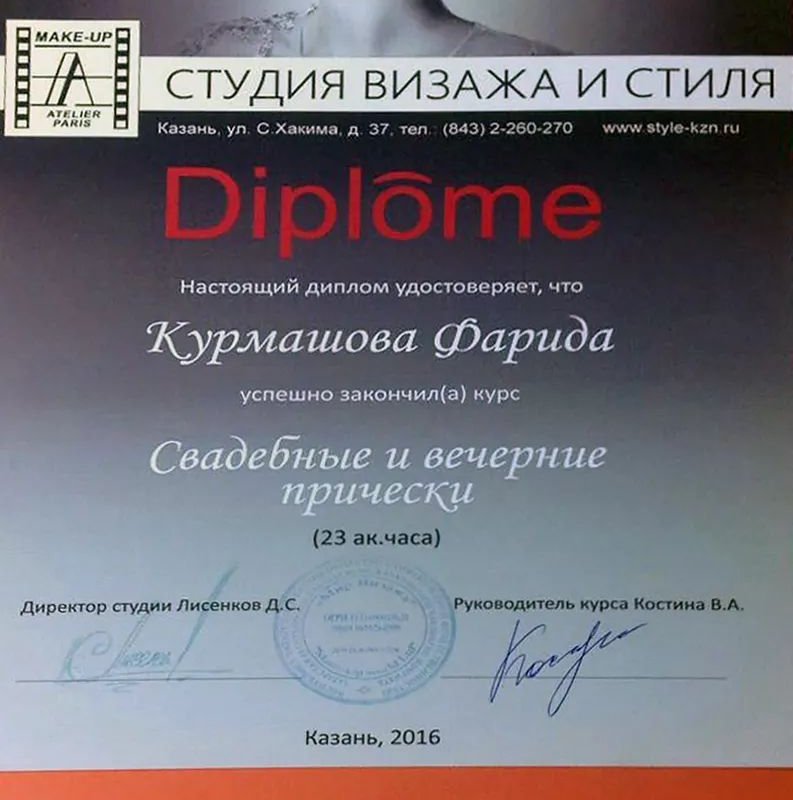 MAKE-UP
ATELIER
PARIS
СТУДИЯ ВИЗАЖА И СТИЛЯ
Казань, ул. С.Хакима, д. 37, тел.: (843) 2-260-270 www.style-kzn.ru
Diplôme
Настоящий диплом удостоверяет, что
Курмашова Фарида
успешно закончил(а) курс
Свадебные и вечерние
прически
(23 ак.часа)
Директор студии Лисенков Д.С.
Руководитель курса Костина В.А.
Казань, 2016